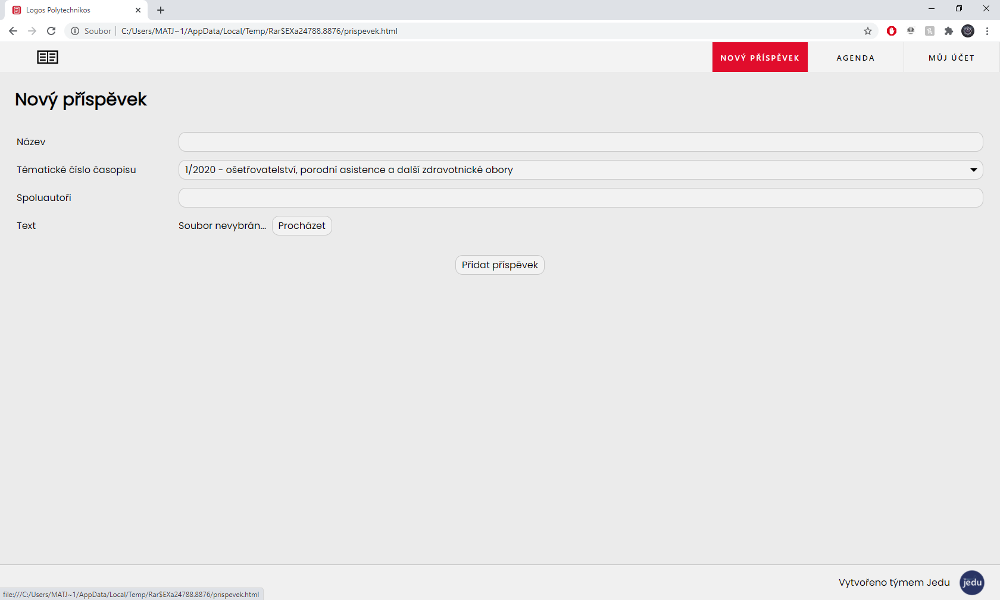 Logos Polytechnikos
Soubor C:/Users/MATJ~1/AppData/Local/Temp/Rar$EXa24788.8876/prispevek.html
NOVÝ PŘÍSPĚVEK AGENDA MŮJ ÚČET
Nový příspěvek
Název
Tématické číslo časopisu 1/2020 - ošetřovatelství, porodní asistence a další zdravotnické obory
Spoluautoři
Text Soubor nevybrán... Procházet
Přidat příspěvek
Vytvořeno týmem Jedu jedu
file:///C:/Users/MATJ~1/AppData/Local/Temp/Rar$EXa24788.8876/prispevek.html